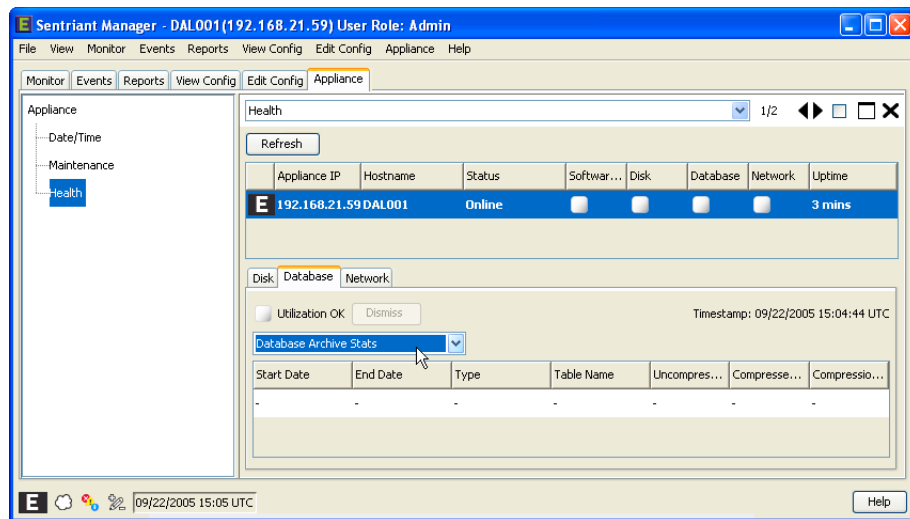 E Sentriant Manager - DAL001(192.168.21.59) User Role: Admin
File View Monitor Events Reports View Config Edit Config Appliance Help
Monitor Events Reports View Config Edit Config Appliance
Appliance
Date/Time
Maintenance
Health
Health 1/2
Refresh
Appliance IP Hostname Status Softwar... Disk Database Network Uptime
E 192.168.21.59 DAL001 Online 3 mins
Disk Database Network
Utilization OK Dismiss Timestamp: 09/22/2005 15:04:44 UTC
Database Archive Stats
Start Date End Date Type Table Name Uncompres... Compresse... Compressio...
- - - - - - -
E 09/22/2005 15:05 UTC Help